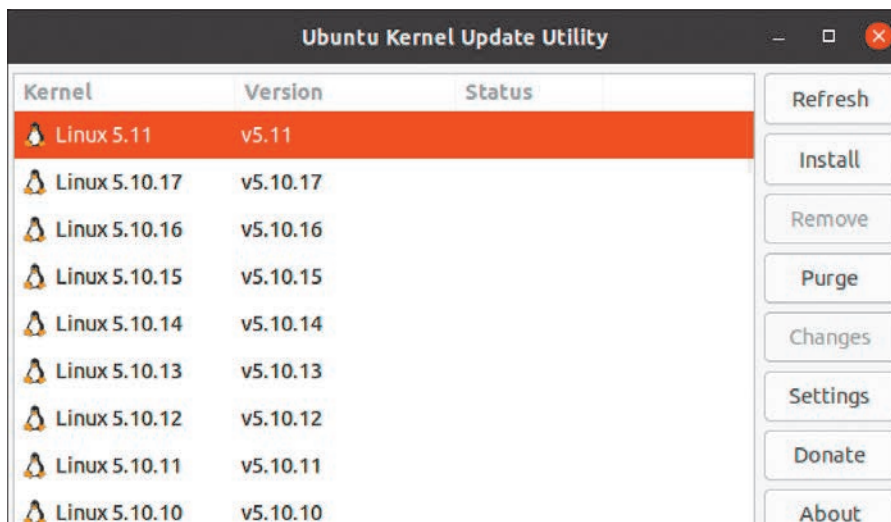 Ubuntu Kernel Update Utility
Kernel Version Status
Linux 5.11 v5.11
Linux 5.10.17 v5.10.17
Linux 5.10.16 v5.10.16
Linux 5.10.15 v5.10.15
Linux 5.10.14 v5.10.14
Linux 5.10.13 v5.10.13
Linux 5.10.12 v5.10.12
Linux 5.10.11 v5.10.11
Linux 5.10.10 v5.10.10
Refresh
Install
Remove
Purge
Changes
Settings
Donate
About